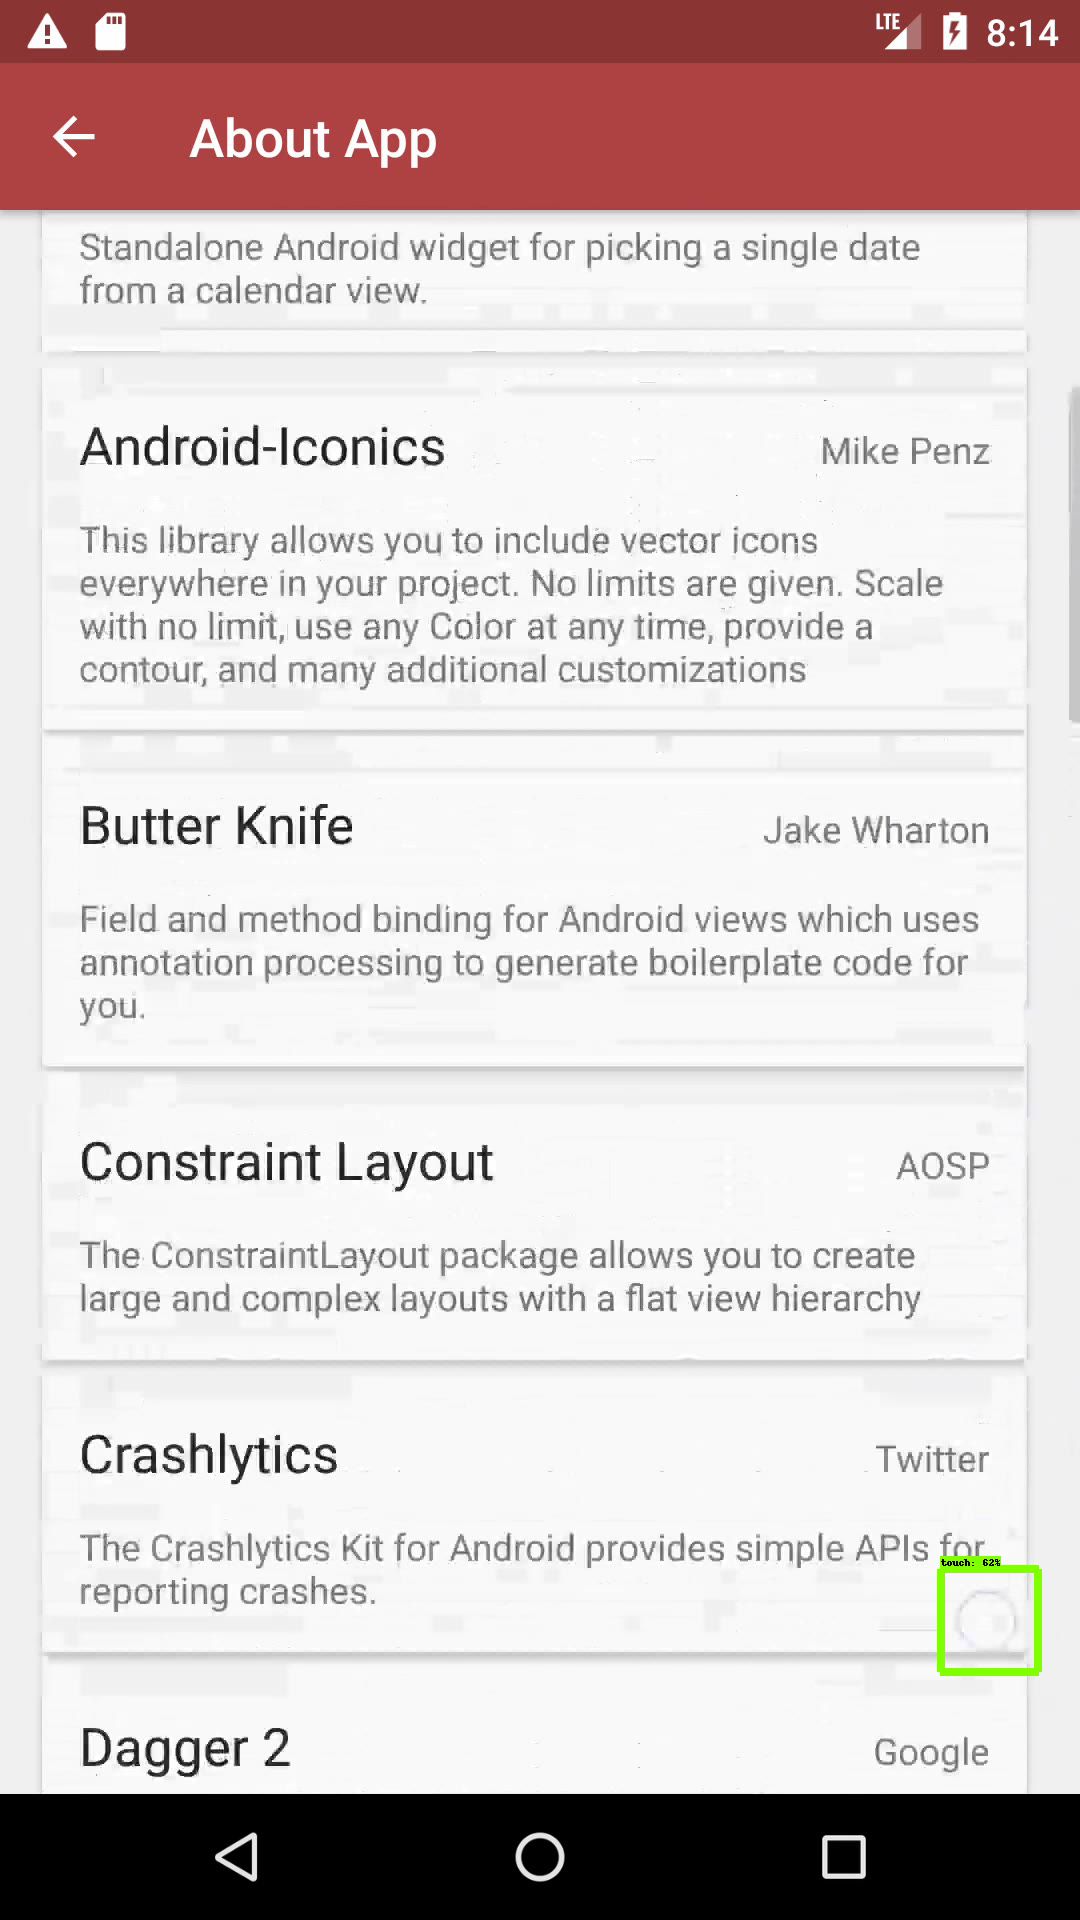 LTE 8:14
About App
Standalone Android widget for picking a single date
from a calendar view.
Android-Iconics Mike Penz
This library allows you to include vector icons
everywhere in your project. No limits are given. Scale
with no limit, use any Color at any time, provide a
contour, and many additional customizations
Butter Knife Jake Wharton
Field and method binding for Android views which uses
annotation processing to generate boilerplate code for
you.
Constraint Layout AOSP
The ConstraintLayout package allows you to create
large and complex layouts with a flat view hierarchy
Crashlytics Twitter
The Crashlytics Kit for Android provides simple APIs for
reporting crashes.
touch: 62%
Dagger 2 Google